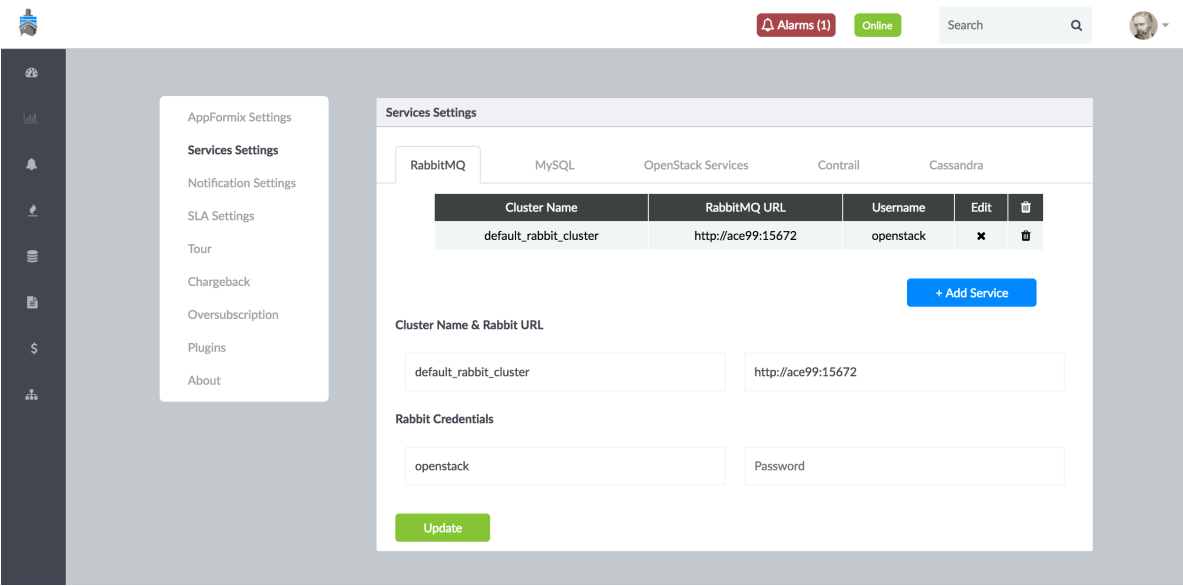 Alarms (1) Online Search
AppFormix Settings
Services Settings
Notification Settings
SLA Settings
Tour
Chargeback
Oversubscription
Plugins
About
Services Settings
RabbitMQ MySQL OpenStack Services Contrail Cassandra
Cluster Name RabbitMQ URL Username Edit
default_rabbit_cluster http://ace99:15672 openstack
+ Add Service
Cluster Name & Rabbit URL
default_rabbit_cluster http://ace99:15672
Rabbit Credentials
openstack Password
Update